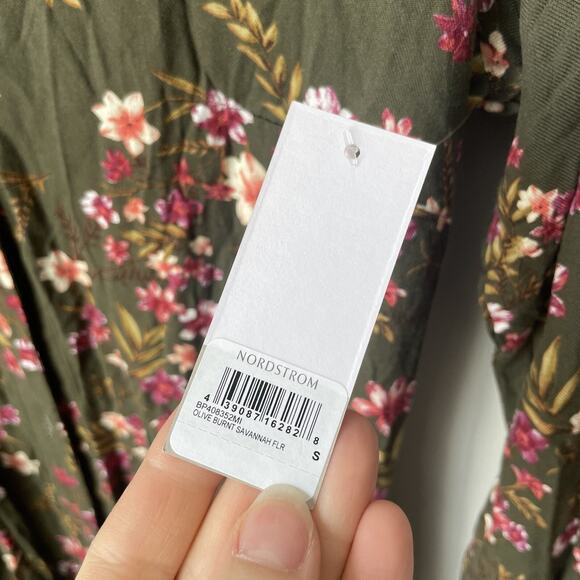 NORDSTROM
4 39087 16282 8
BP408352MI
OLIVE BURNT SAVANNAH FLR
S